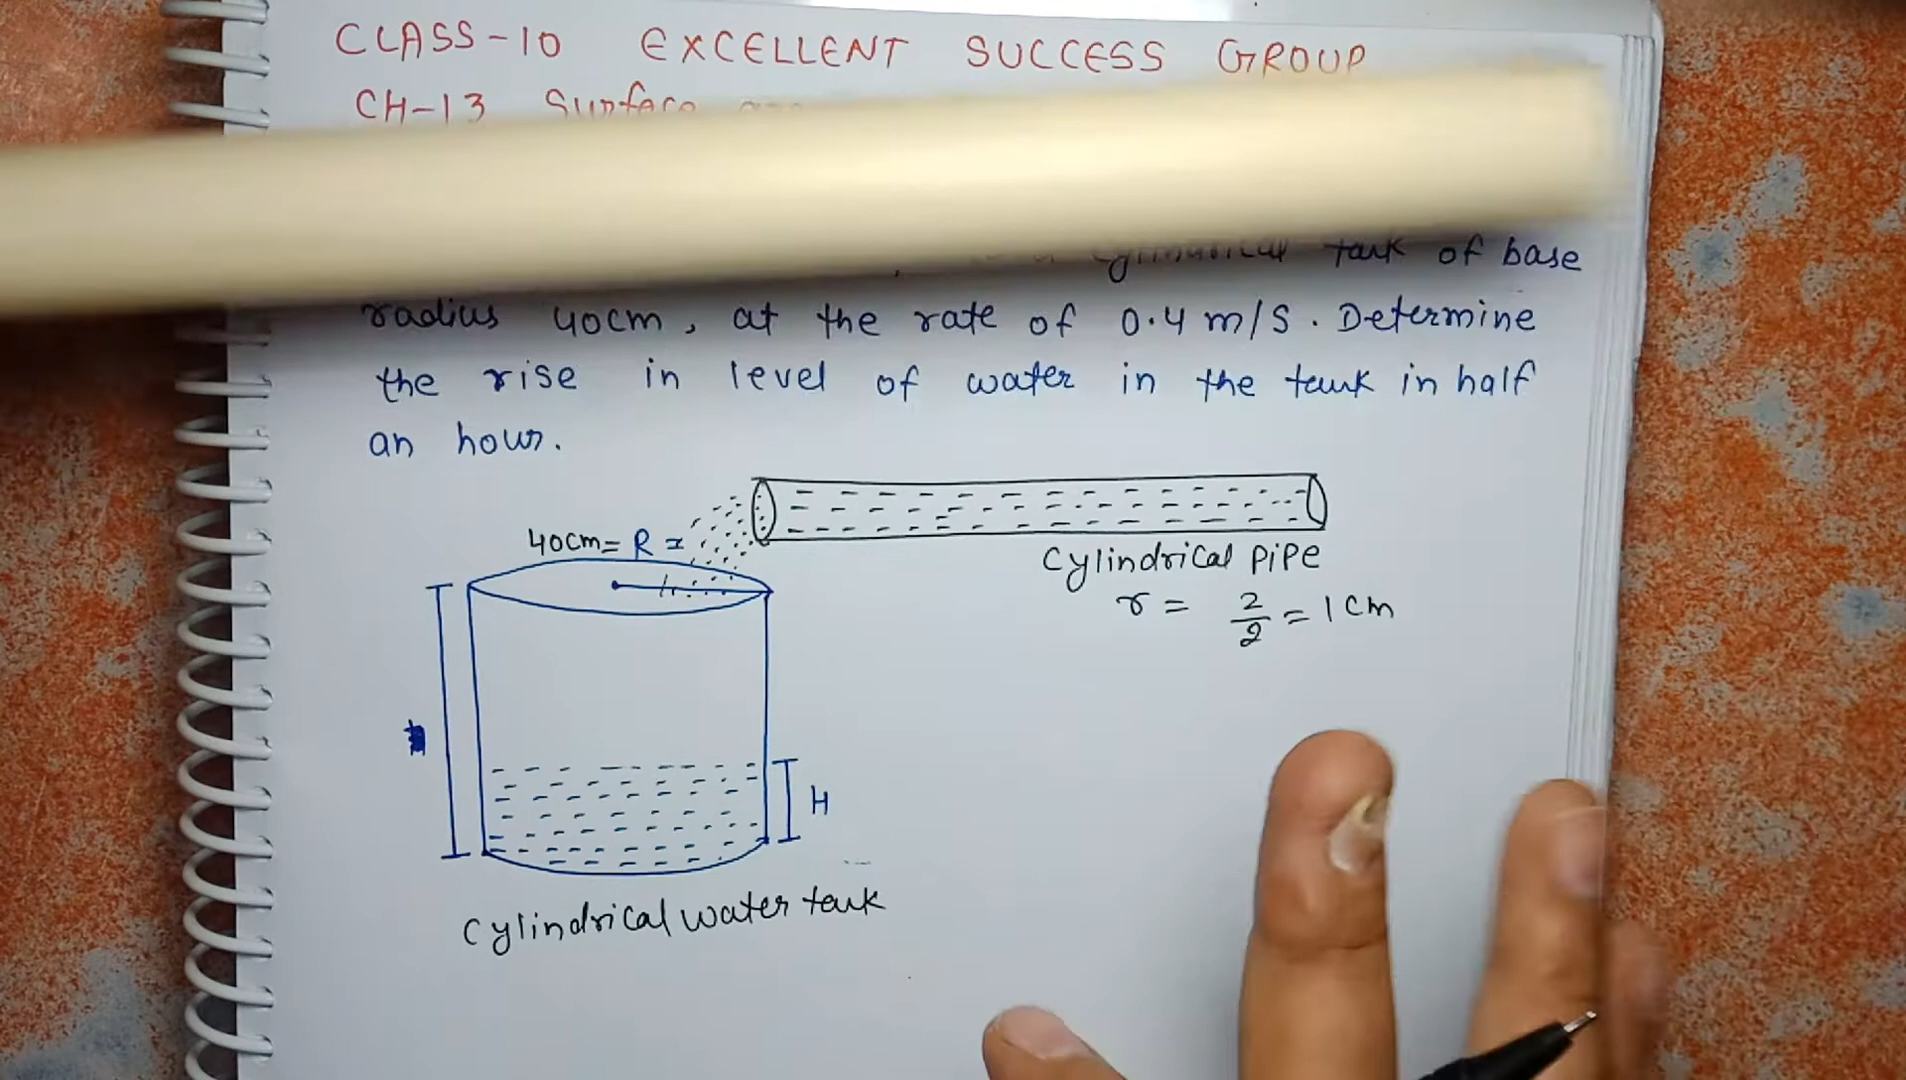 CLASS-10 EXCELLENT SUCCESS GROUP
CH-13 Surface
tank of base
radius 40cm, at the rate of 0.4 m/s. Determine
the rise in level of water in the tank in half
an hour.
40cm = R =
Cylindrical PiPe
r = 2/2 = 1 cm
H
Cylindrical water tank